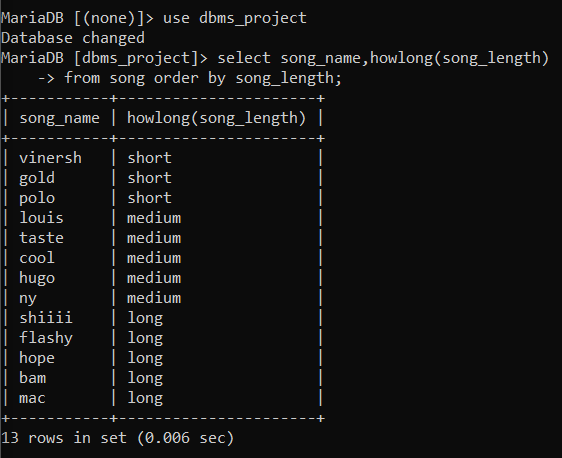 MariaDB [(none)]> use dbms_project
Database changed
MariaDB [dbms_project]> select song_name,howlong(song_length)
    -> from song order by song_length;
+-----------+----------------------+
| song_name | howlong(song_length) |
+-----------+----------------------+
| vinersh   | short                |
| gold      | short                |
| polo      | short                |
| louis     | medium               |
| taste     | medium               |
| cool      | medium               |
| hugo      | medium               |
| ny        | medium               |
| shiiii    | long                 |
| flashy    | long                 |
| hope      | long                 |
| bam       | long                 |
| mac       | long                 |
+-----------+----------------------+
13 rows in set (0.006 sec)